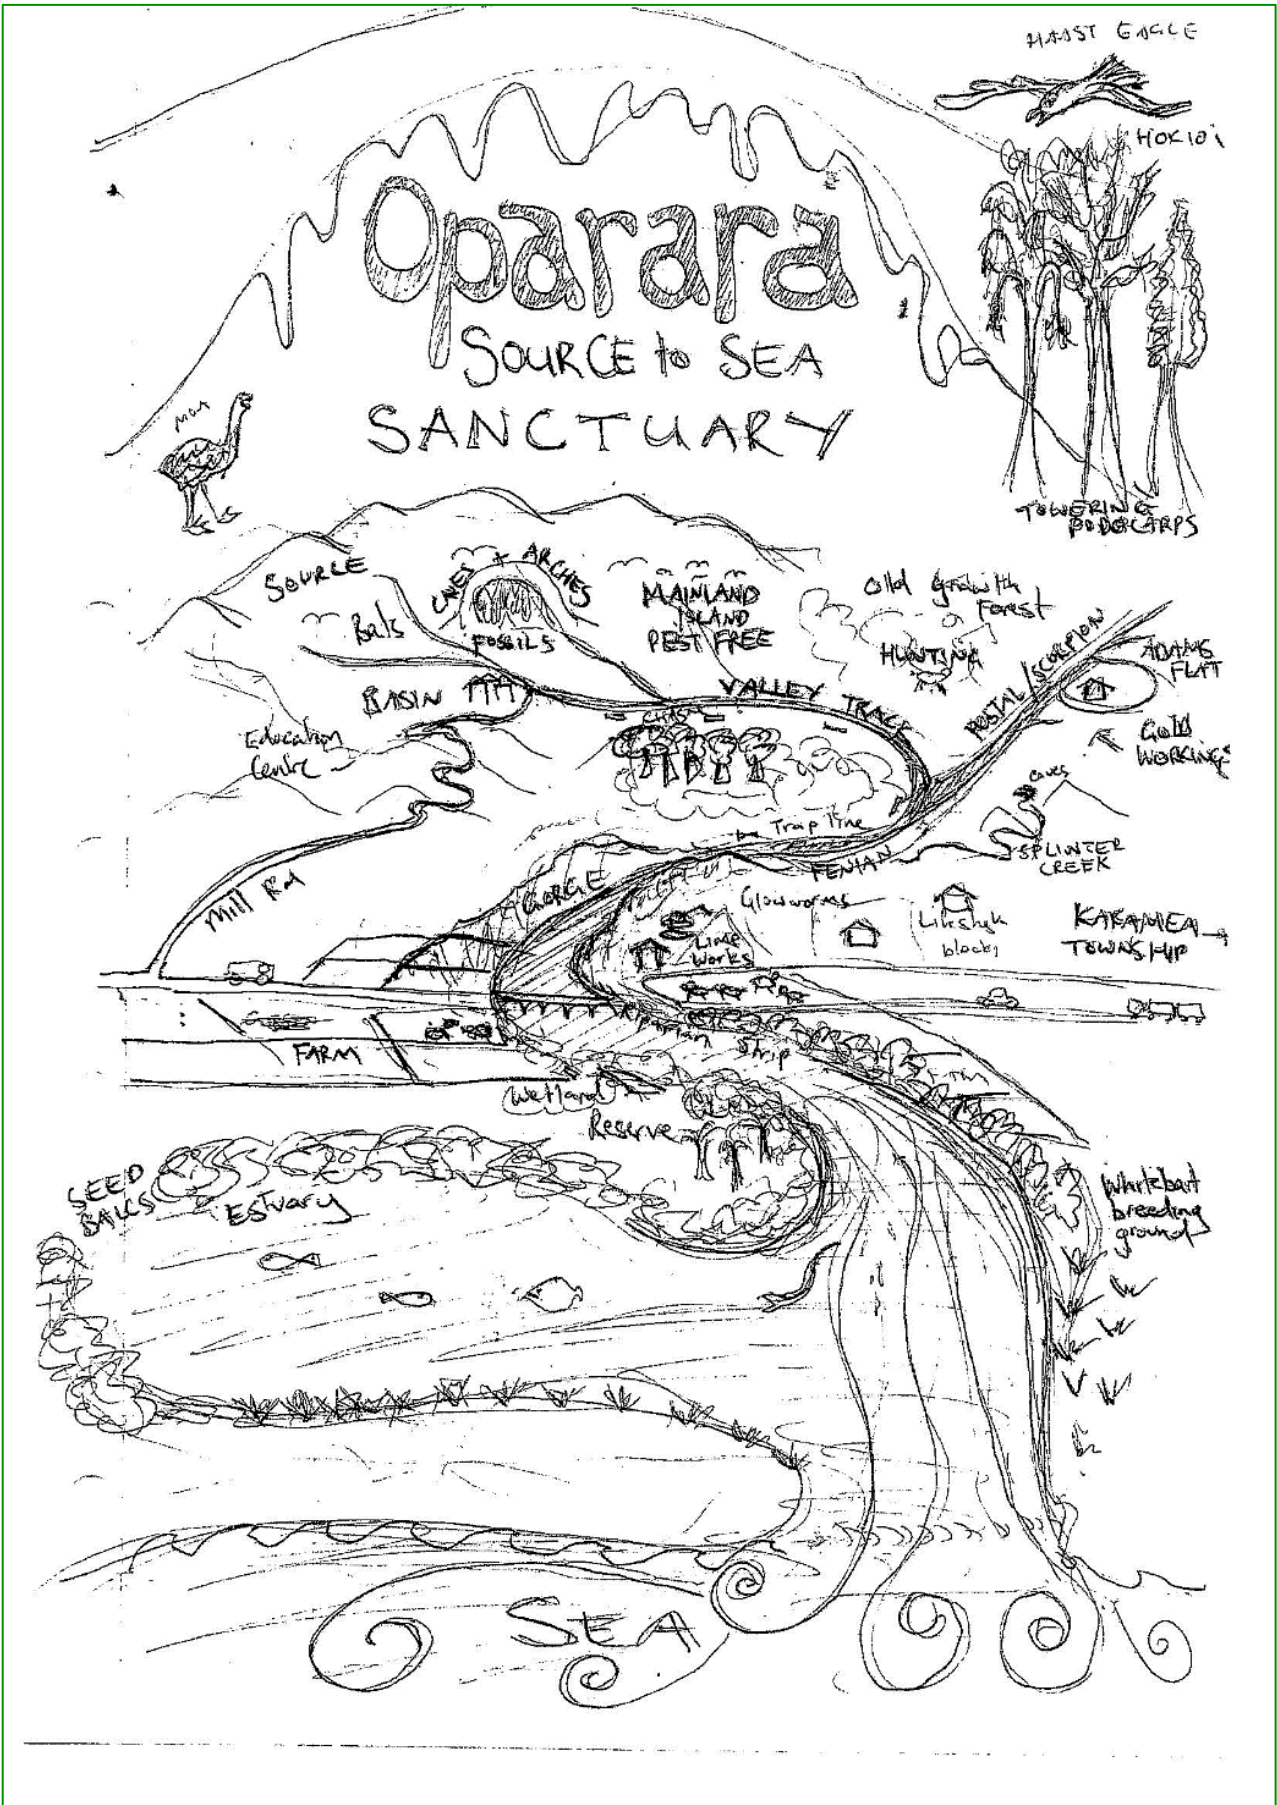 HAAST EAGLE
HOKIOI
Oparara
SOURCE to SEA
SANCTUARY
MOA
TOWERING
PODOCARPS
SOURCE
CAVES + ARCHES
FOSSILS
Bats
MAINLAND
ISLAND
PEST FREE
Old growth
Forest
HUNTING
POSTAL/SCORPION
ADAMS
FLAT
BASIN
VALLEY TRACK
CHASM
Education
Centre
GOLD
WORKINGS
caves
Trap line
SPLINTER
CREEK
FENIAN
Mill Rd
GORGE
Glowworms
Lime
Works
blocks
KARAMEA
TOWNSHIP
FARM
Riparian Strip
Wetland
Reserve
SEED
BALLS
Estuary
Whitebait
breeding
ground
SEA